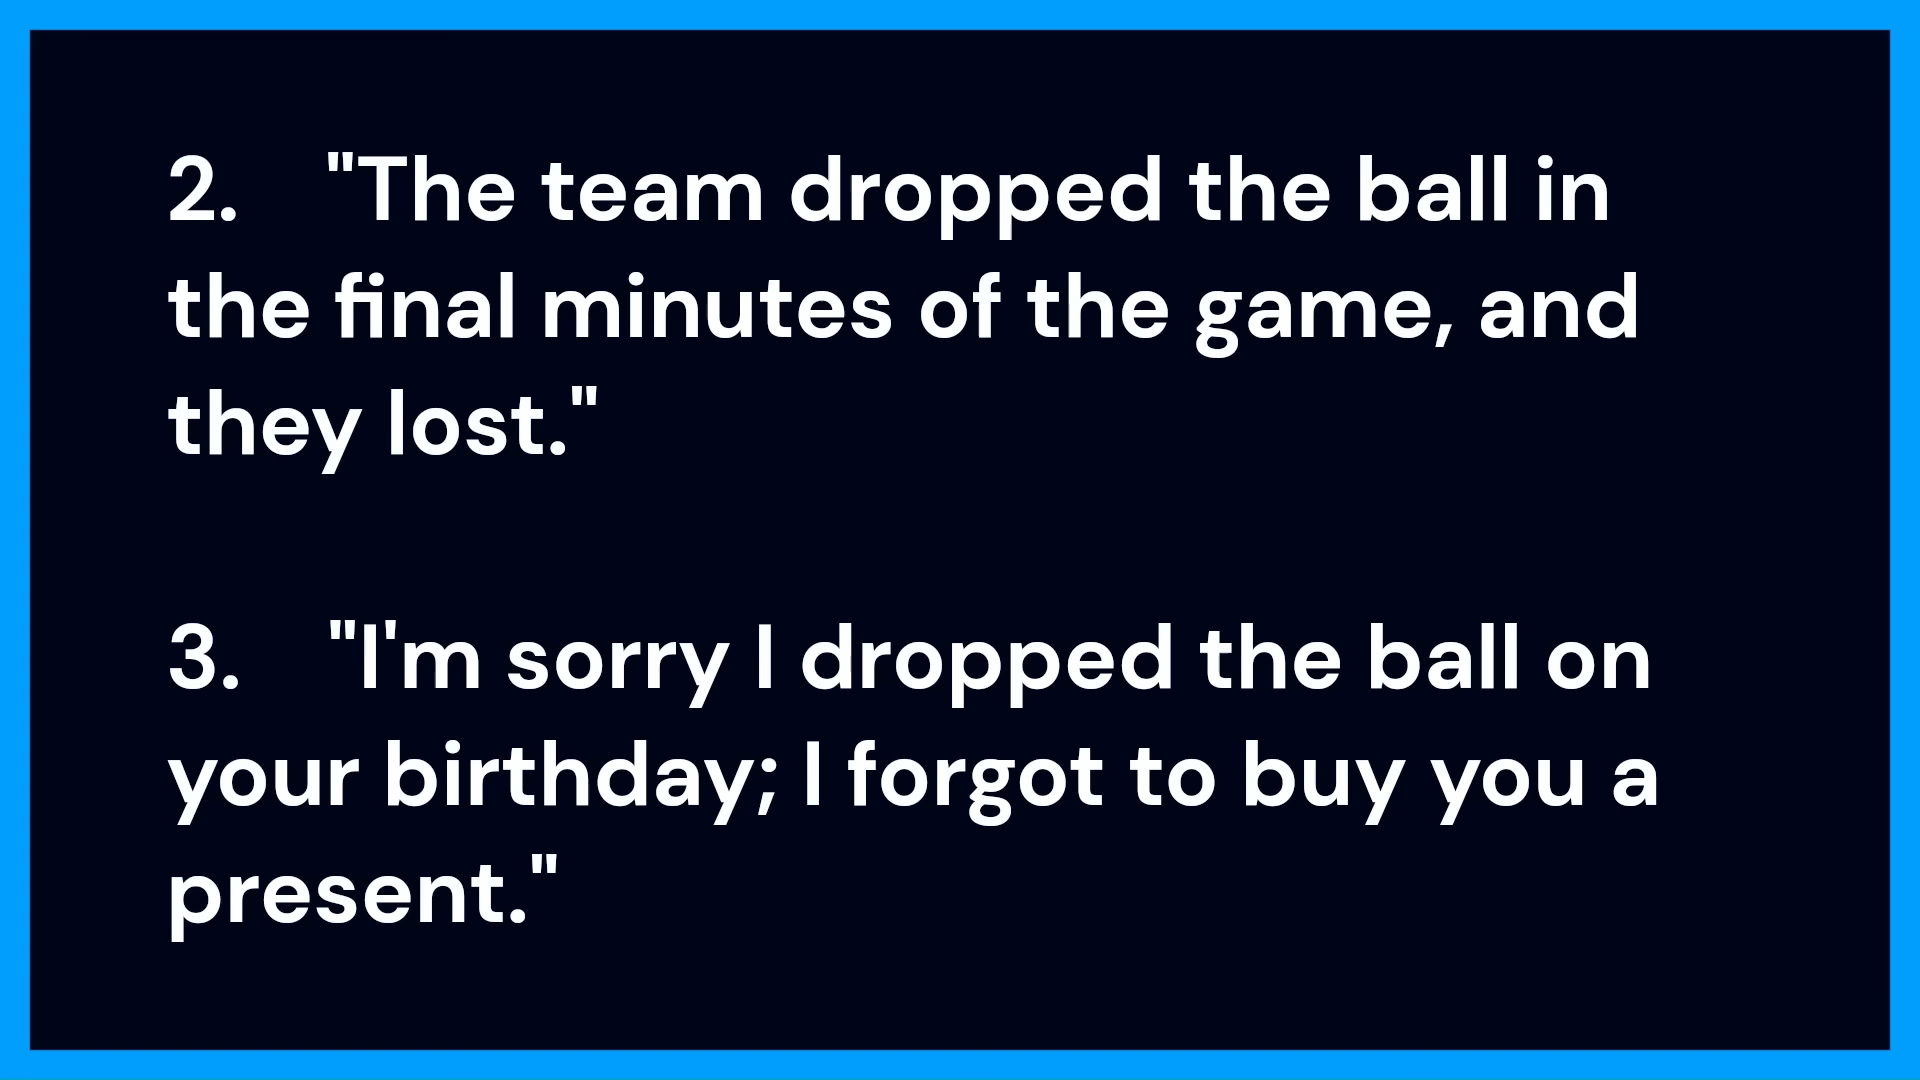 2. "The team dropped the ball in
the final minutes of the game, and
they lost."
3. "I'm sorry I dropped the ball on
your birthday; I forgot to buy you a
present."